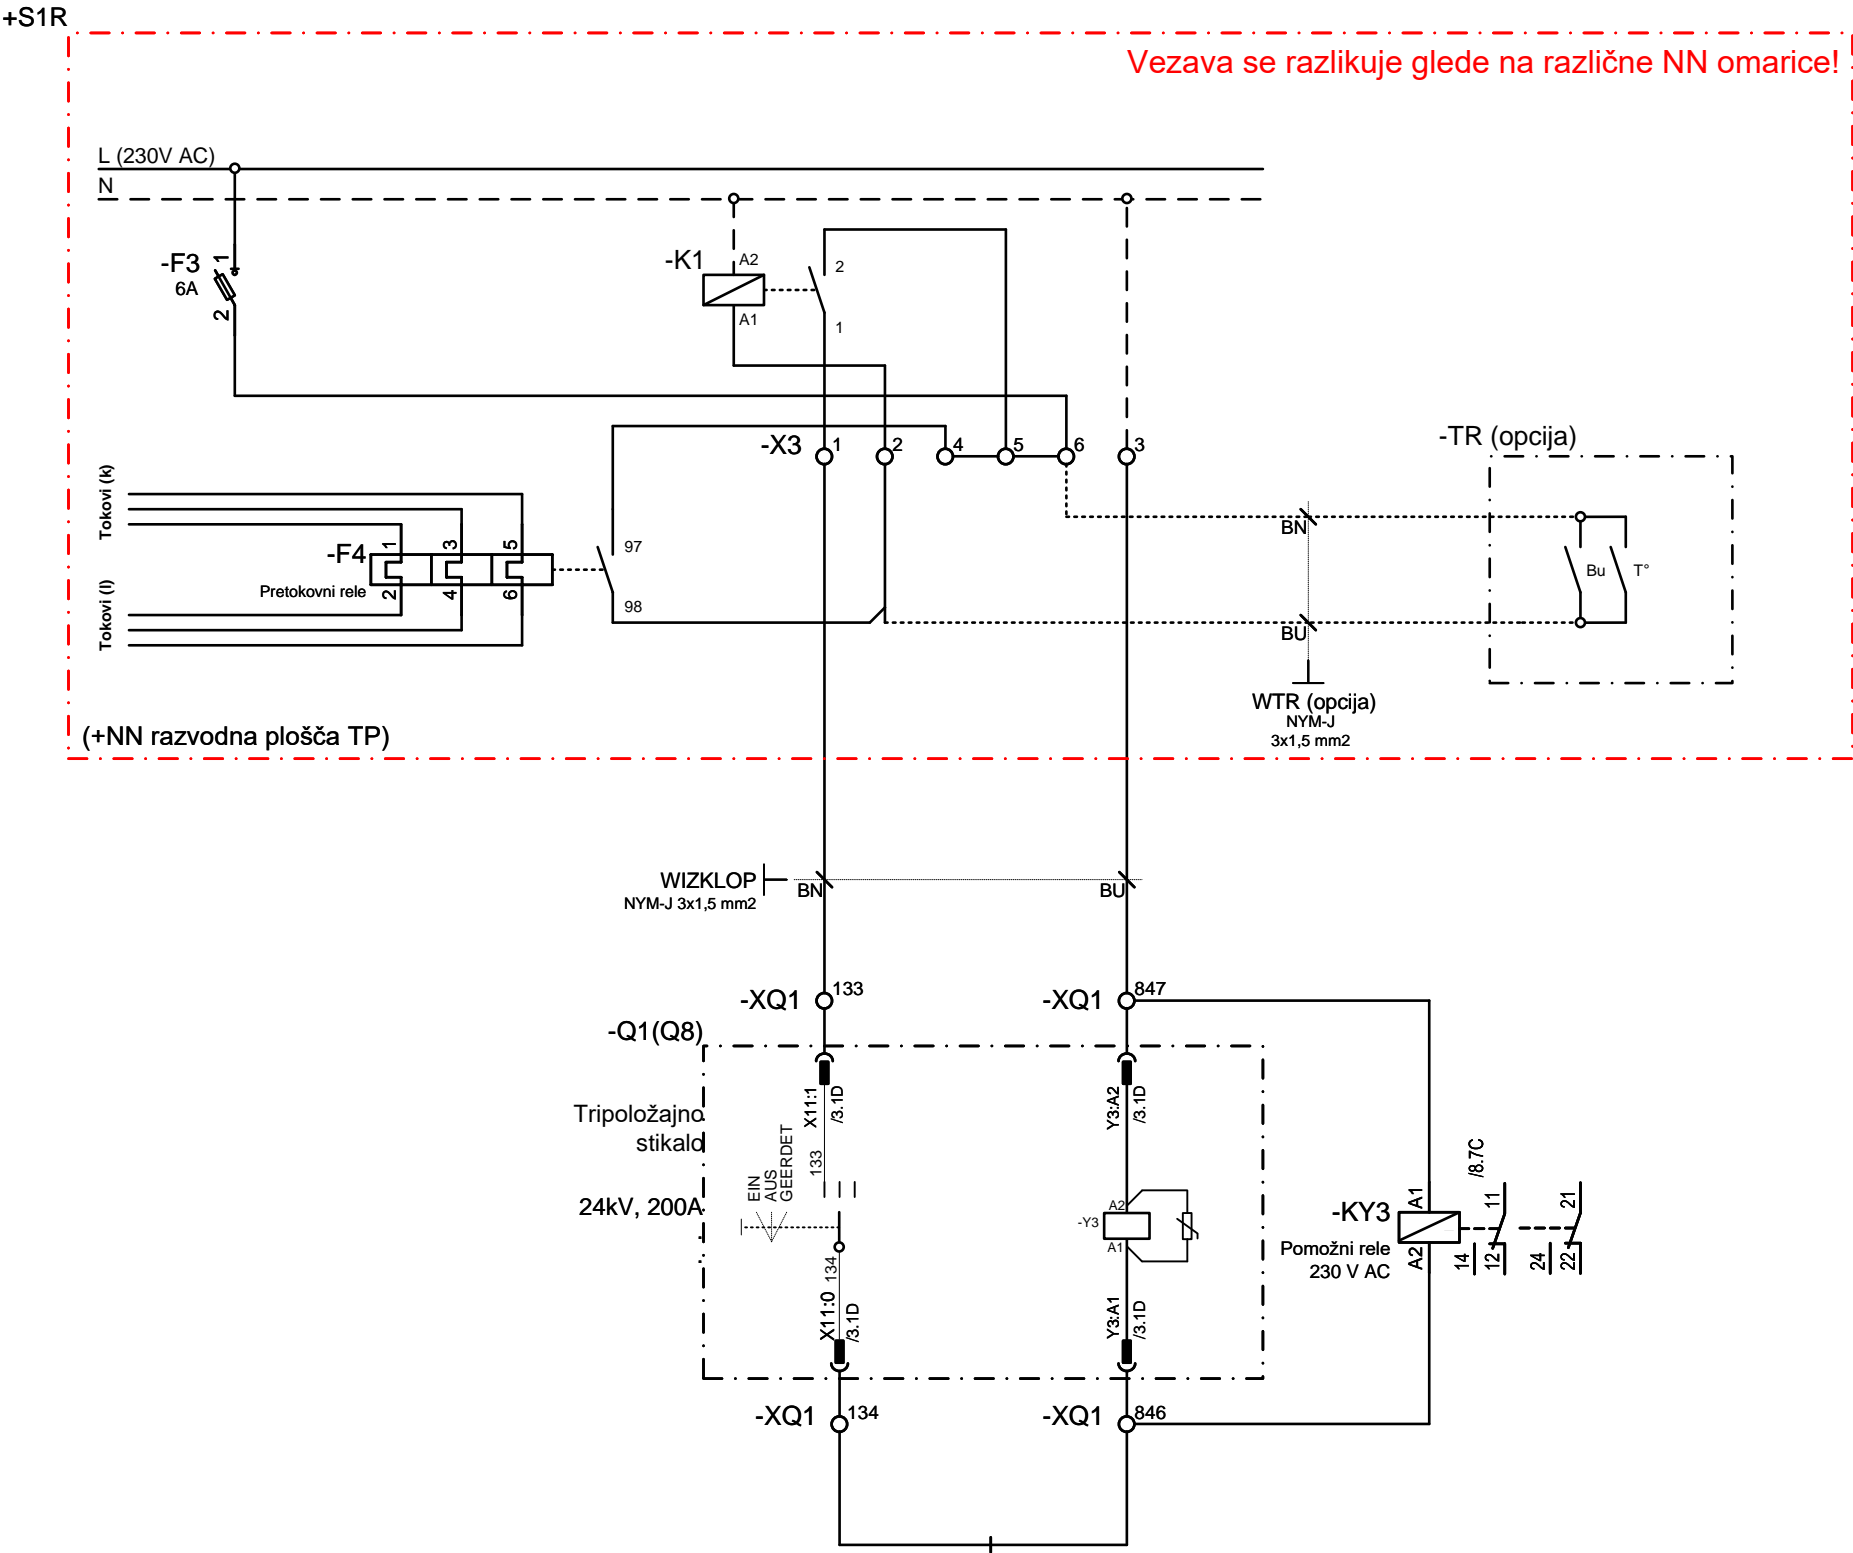 +S1R
Vezava se razlikuje glede na različne NN omarice!
L (230V AC)
N
-F3
6A
1
2
-K1
A2
A1
2
1
-X3
1
2
4
5
6
3
-TR (opcija)
Tokovi (k)
Tokovi (l)
-F4
Pretokovni rele
1
3
5
2
4
6
97
98
BN
BU
Bu
T°
WTR (opcija)
NYM-J
3x1,5 mm2
(+NN razvodna plošča TP)
WIZKLOP
NYM-J 3x1,5 mm2
BN
BU
-XQ1
133
-XQ1
847
-Q1(Q8)
Tripoložajno
stikalo
24kV, 200A
X11:1
/3.1D
133
EIN
AUS
GEERDET
134
X11:0
/3.1D
Y3:A2
/3.1D
-Y3
A2
A1
Y3:A1
/3.1D
-KY3
Pomožni rele
230 V AC
A1
A2
/8.7C
11
14
12
21
24
22
-XQ1
134
-XQ1
846